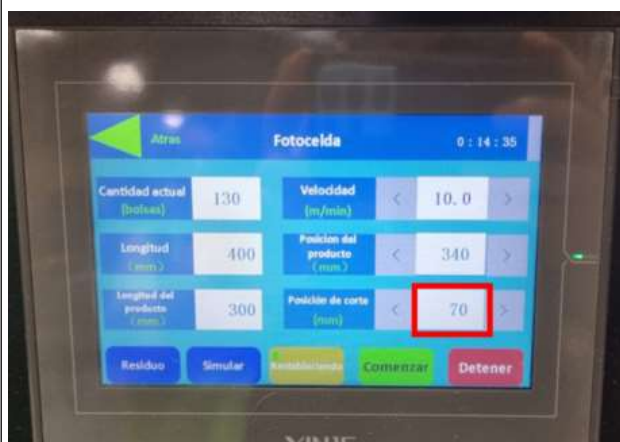 Atras
Fotocelda
0 : 14 : 35
Cantidad actual
(bolsas)
130
Velocidad
(m/min)
<
10. 0
>
Longitud
(mm)
400
Posicion del
producto
(mm)
<
340
>
Longitud del
producto
(mm)
300
Posición de corte
(mm)
<
70
>
Residuo
Simular
Restableciendo
Comenzar
Detener